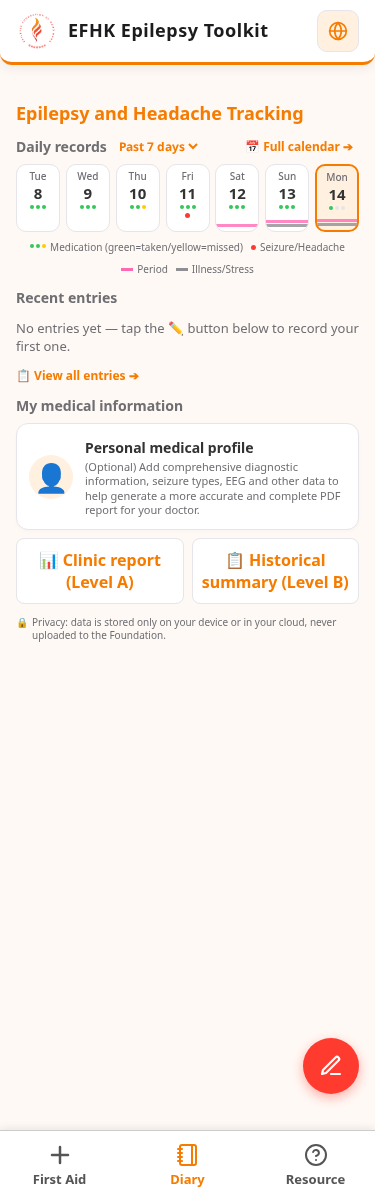 EFHK Epilepsy Toolkit
Epilepsy and Headache Tracking
Daily records Past 7 days 📅 Full calendar ➔
Tue Wed Thu Fri Sat Sun Mon
8 9 10 11 12 13 14
Medication (green=taken/yellow=missed) Seizure/Headache
Period Illness/Stress
Recent entries
No entries yet — tap the ✏️ button below to record your
first one.
📋 View all entries ➔
My medical information
Personal medical profile
(Optional) Add comprehensive diagnostic
information, seizure types, EEG and other data to
help generate a more accurate and complete PDF
report for your doctor.
📊 Clinic report
(Level A)
📋 Historical
summary (Level B)
🔒 Privacy: data is stored only on your device or in your cloud, never
uploaded to the Foundation.
First Aid Diary Resource